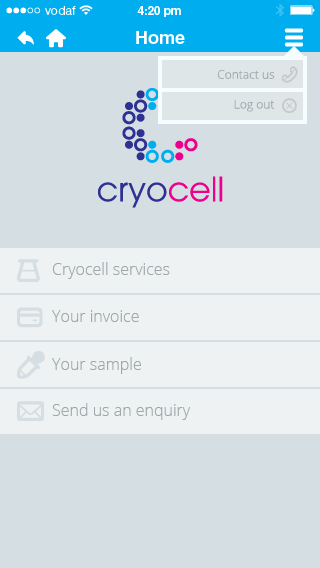 vodaf 4:20 pm
Home
Contact us
Log out
cryocell
Cryocell services
Your invoice
Your sample
Send us an enquiry